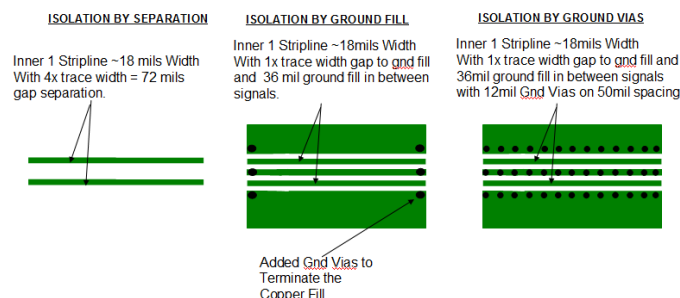 ISOLATION BY SEPARATION
Inner 1 Stripline ~18 mils Width
With 4x trace width = 72 mils
gap separation.
ISOLATION BY GROUND FILL
Inner 1 Stripline ~18mils Width
With 1x trace width gap to gnd fill
and  36 mil ground fill in between
signals.
Added Gnd Vias to
Terminate the
Copper Fill
ISOLATION BY GROUND VIAS
Inner 1 Stripline ~18mils Width
With 1x trace width gap to gnd fill and
36mil ground fill in between signals
with 12mil Gnd Vias on 50mil spacing